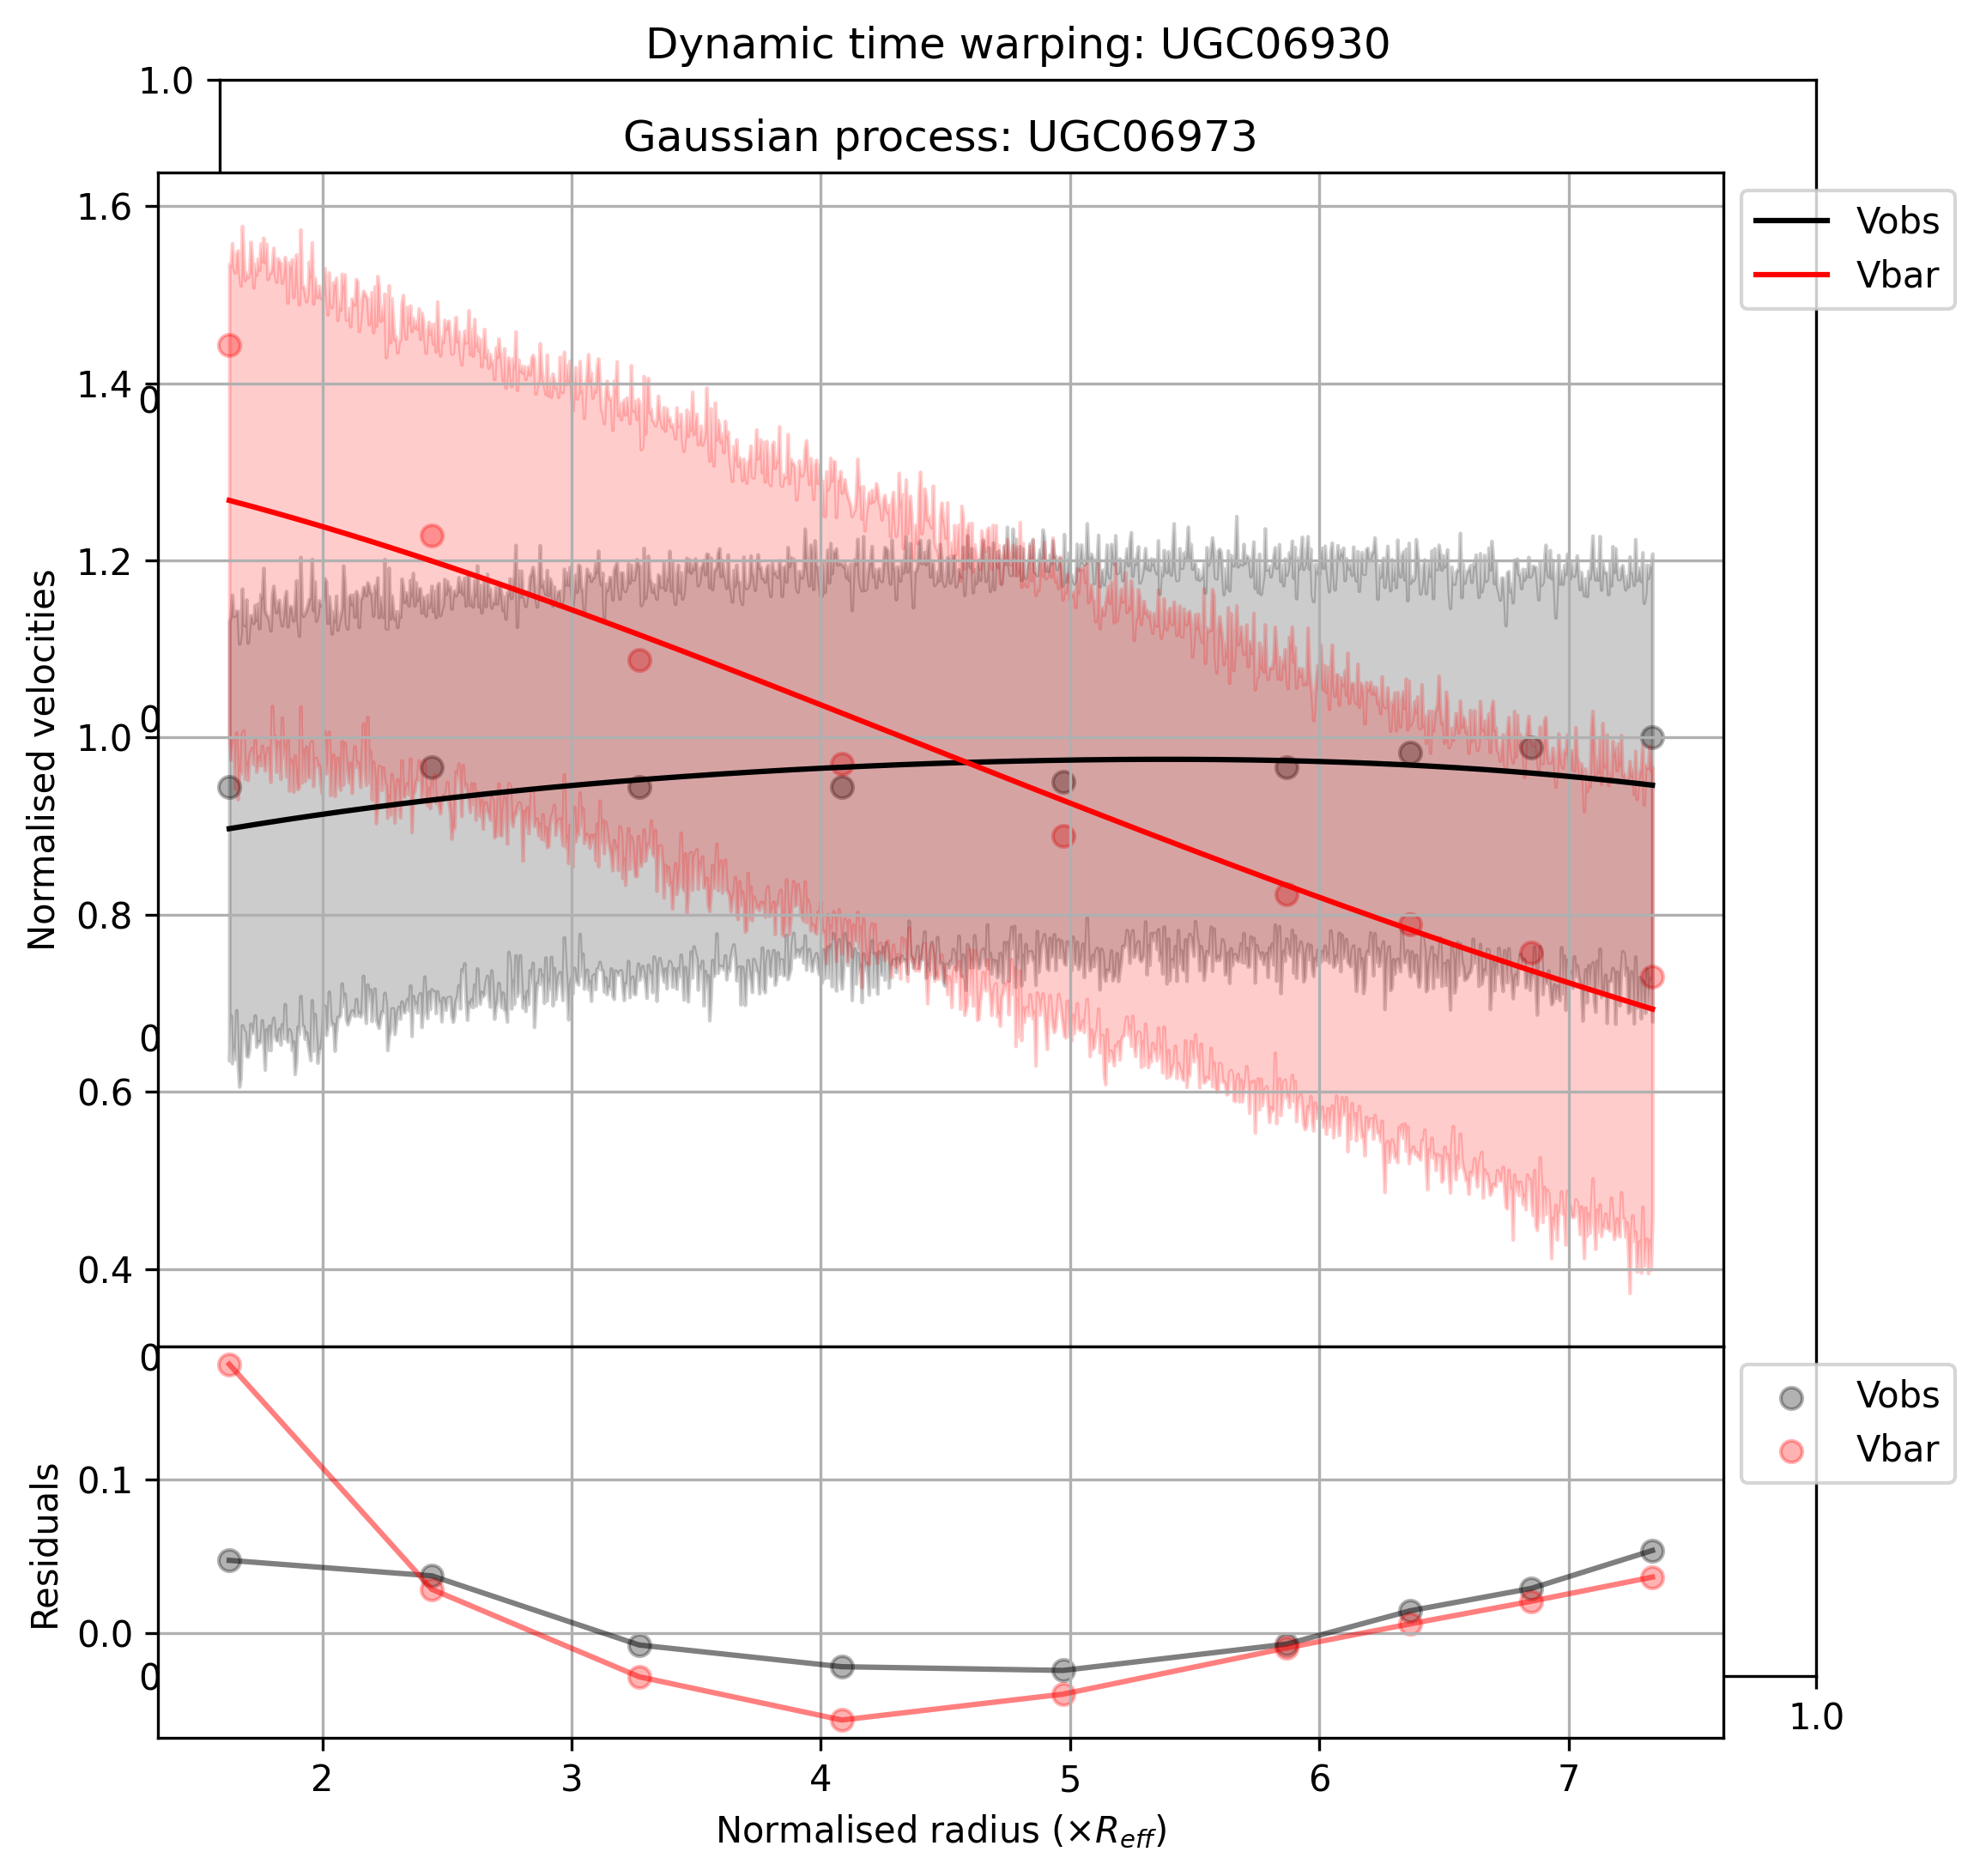 Dynamic time warping: UGC06930
1.0
Gaussian process: UGC06973
1.6
1.4
0
1.2
0
1.0
0.8
0
0.6
0.4
0
Normalised velocities
Vobs
Vbar
0.1
0.0
0
Residuals
Vobs
Vbar
1.0
2 3 4 5 6 7
Normalised radius (×R_eff)